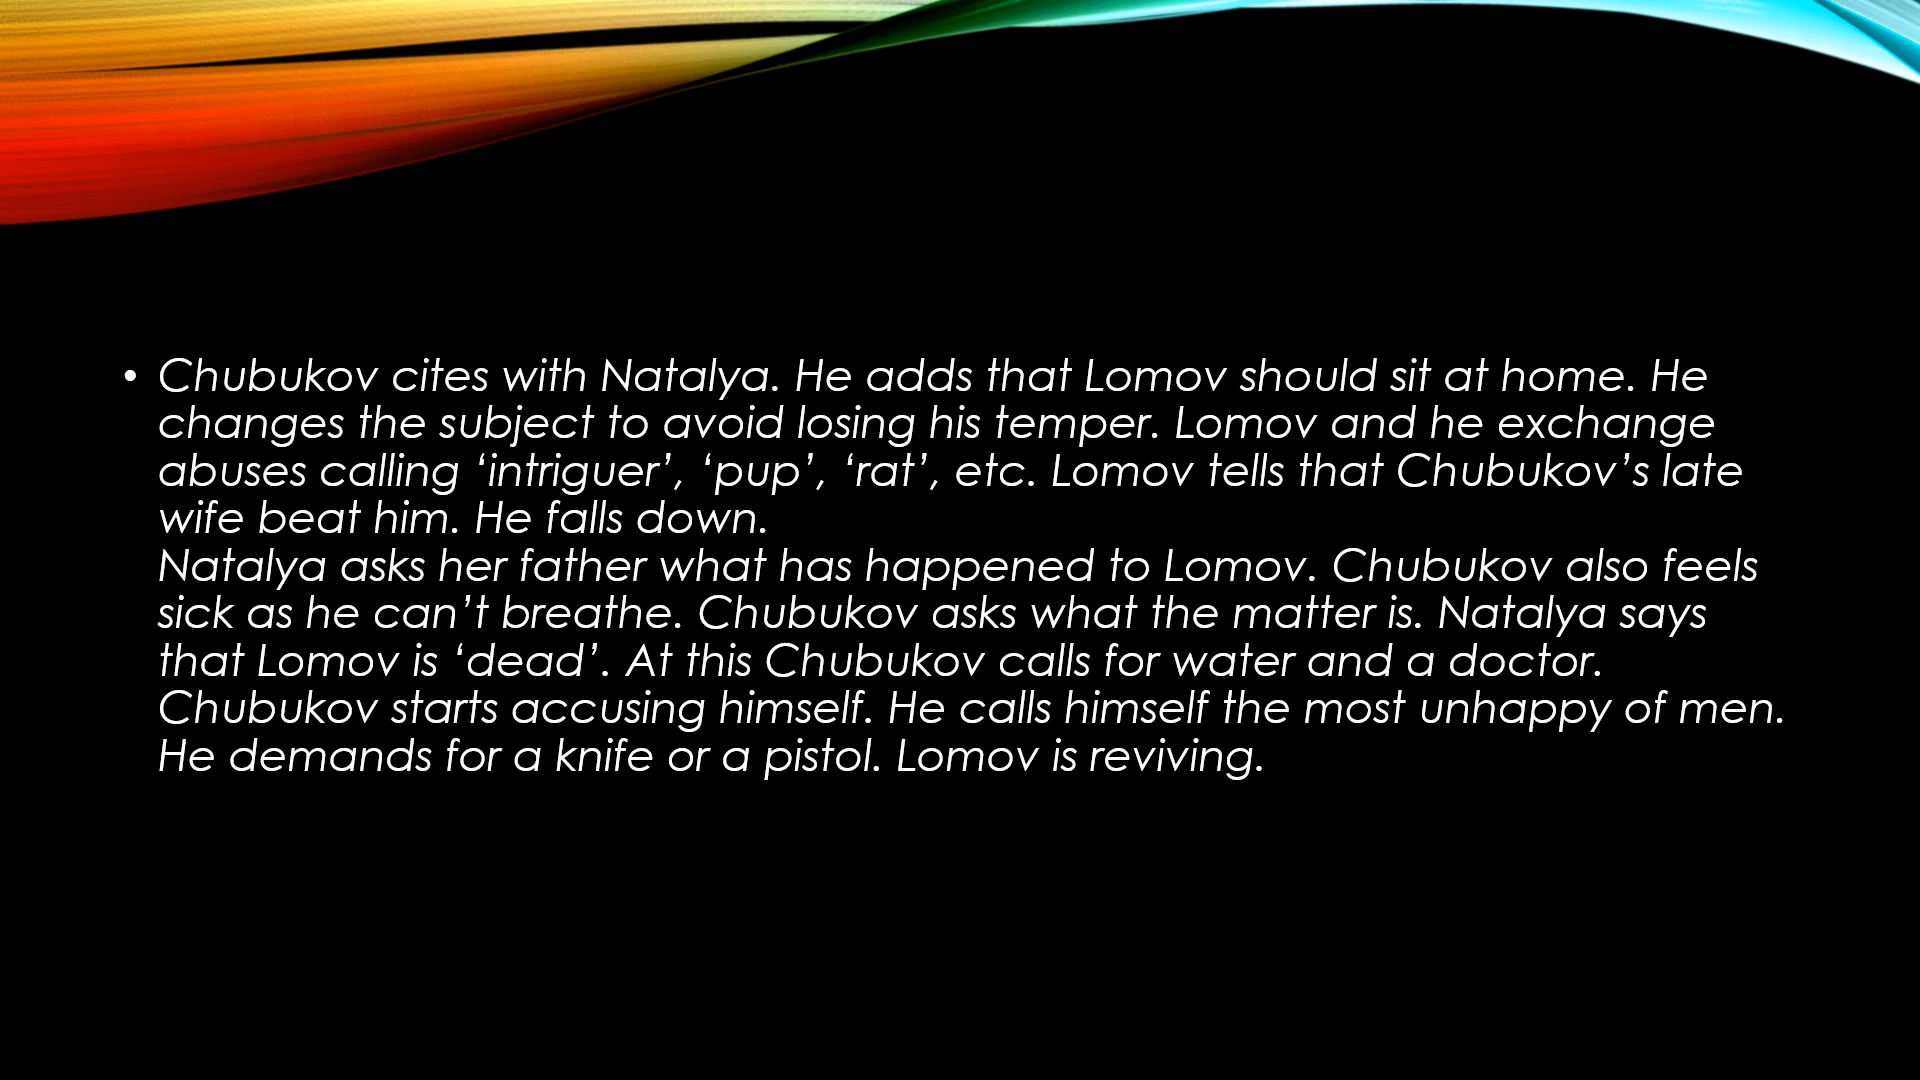 • Chubukov cites with Natalya. He adds that Lomov should sit at home. He
changes the subject to avoid losing his temper. Lomov and he exchange
abuses calling ‘intriguer’, ‘pup’, ‘rat’, etc. Lomov tells that Chubukov’s late
wife beat him. He falls down.
Natalya asks her father what has happened to Lomov. Chubukov also feels
sick as he can’t breathe. Chubukov asks what the matter is. Natalya says
that Lomov is ‘dead’. At this Chubukov calls for water and a doctor.
Chubukov starts accusing himself. He calls himself the most unhappy of men.
He demands for a knife or a pistol. Lomov is reviving.